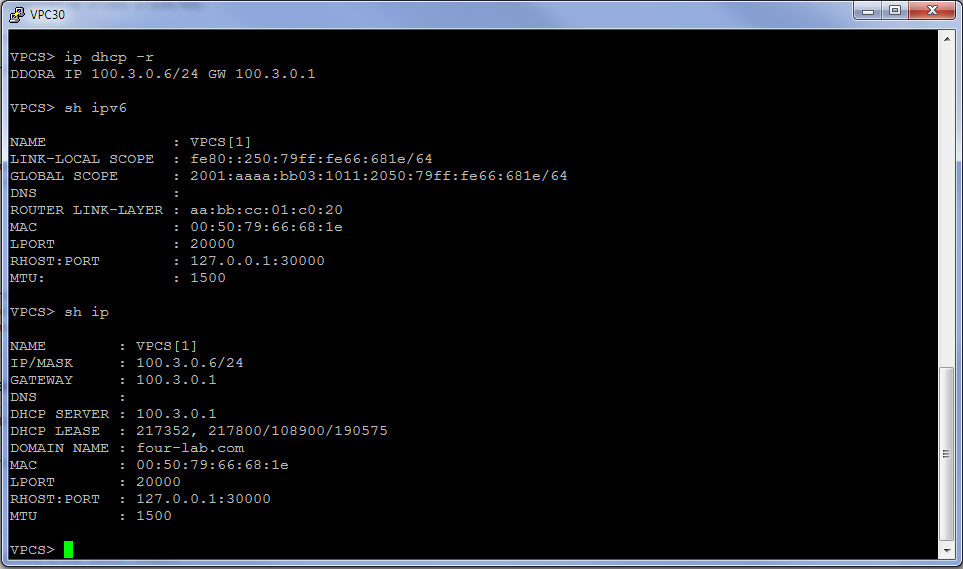 VPC30
VPCS> ip dhcp -r
DDORA IP 100.3.0.6/24 GW 100.3.0.1
VPCS> sh ipv6
NAME : VPCS[1]
LINK-LOCAL SCOPE : fe80::250:79ff:fe66:681e/64
GLOBAL SCOPE : 2001:aaaa:bb03:1011:2050:79ff:fe66:681e/64
DNS :
ROUTER LINK-LAYER : aa:bb:cc:01:c0:20
MAC : 00:50:79:66:68:1e
LPORT : 20000
RHOST:PORT : 127.0.0.1:30000
MTU: : 1500
VPCS> sh ip
NAME : VPCS[1]
IP/MASK : 100.3.0.6/24
GATEWAY : 100.3.0.1
DNS :
DHCP SERVER : 100.3.0.1
DHCP LEASE : 217352, 217800/108900/190575
DOMAIN NAME : four-lab.com
MAC : 00:50:79:66:68:1e
LPORT : 20000
RHOST:PORT : 127.0.0.1:30000
MTU : 1500
VPCS>